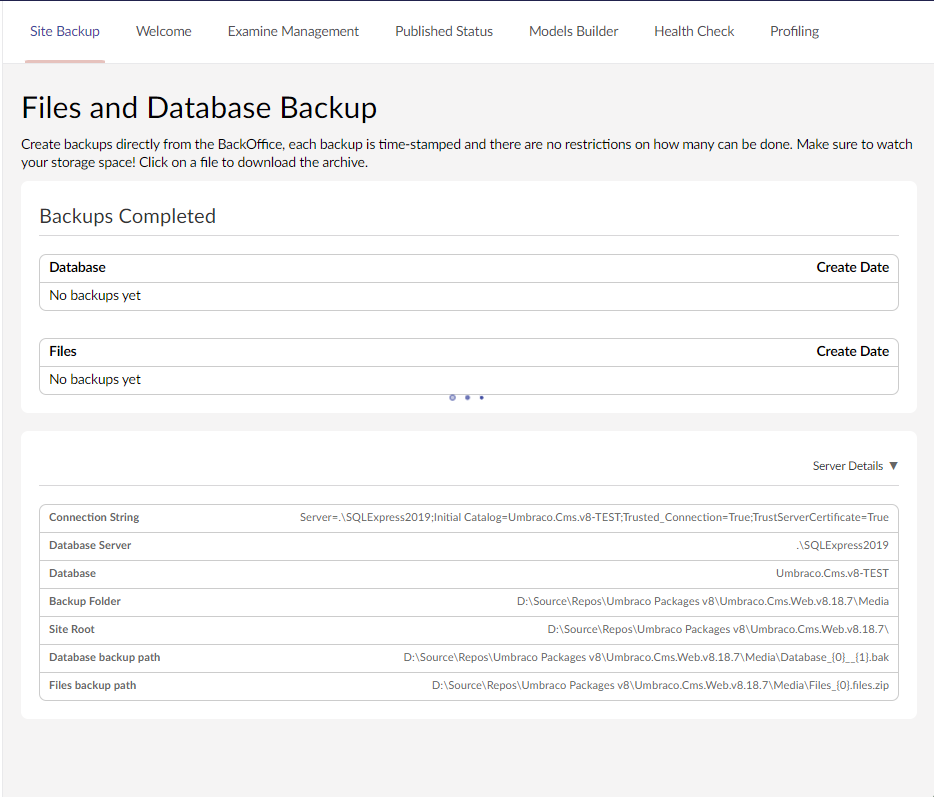 Site Backup Welcome Examine Management Published Status Models Builder Health Check Profiling
Files and Database Backup
Create backups directly from the BackOffice, each backup is time-stamped and there are no restrictions on how many can be done. Make sure to watch
your storage space! Click on a file to download the archive.
Backups Completed
Database Create Date
No backups yet
Files Create Date
No backups yet
Server Details ▼
Connection String Server=.\SQLExpress2019;Initial Catalog=Umbraco.Cms.v8-TEST;Trusted_Connection=True;TrustServerCertificate=True
Database Server .\SQLExpress2019
Database Umbraco.Cms.v8-TEST
Backup Folder D:\Source\Repos\Umbraco Packages v8\Umbraco.Cms.Web.v8.18.7\Media
Site Root D:\Source\Repos\Umbraco Packages v8\Umbraco.Cms.Web.v8.18.7\
Database backup path D:\Source\Repos\Umbraco Packages v8\Umbraco.Cms.Web.v8.18.7\Media\Database_{0}__{1}.bak
Files backup path D:\Source\Repos\Umbraco Packages v8\Umbraco.Cms.Web.v8.18.7\Media\Files_{0}.files.zip